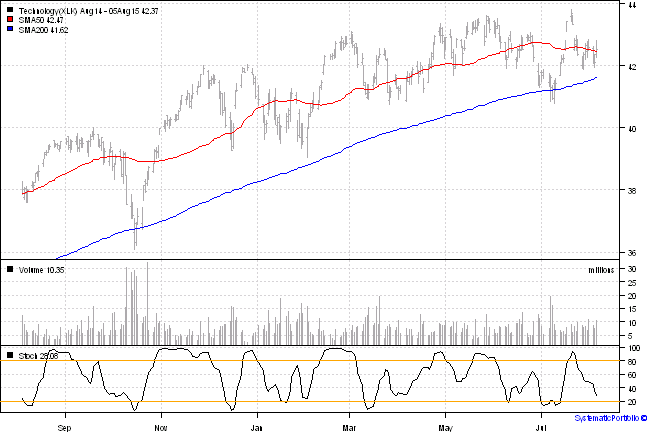 Technology(XLK) Aug 14 - 05Aug15 42.37
SMA50 42.47
SMA200 41.62
44
42
40
38
36
Volume 10.35
millions
30
25
20
15
10
5
Stoch 28.08
100
80
60
40
20
Sep
Nov
Jan
Mar
May
Jul
SystematicPortfolio ©